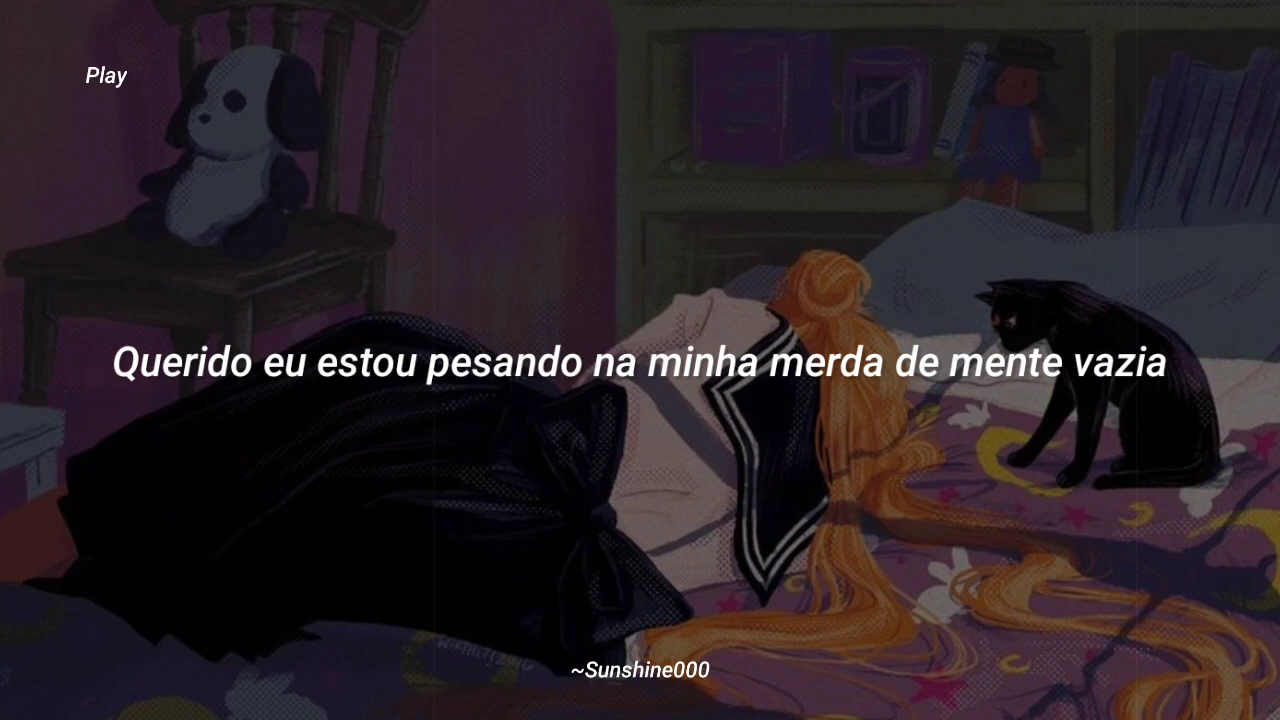 Play
Querido eu estou pesando na minha merda de mente vazia
~Sunshine000